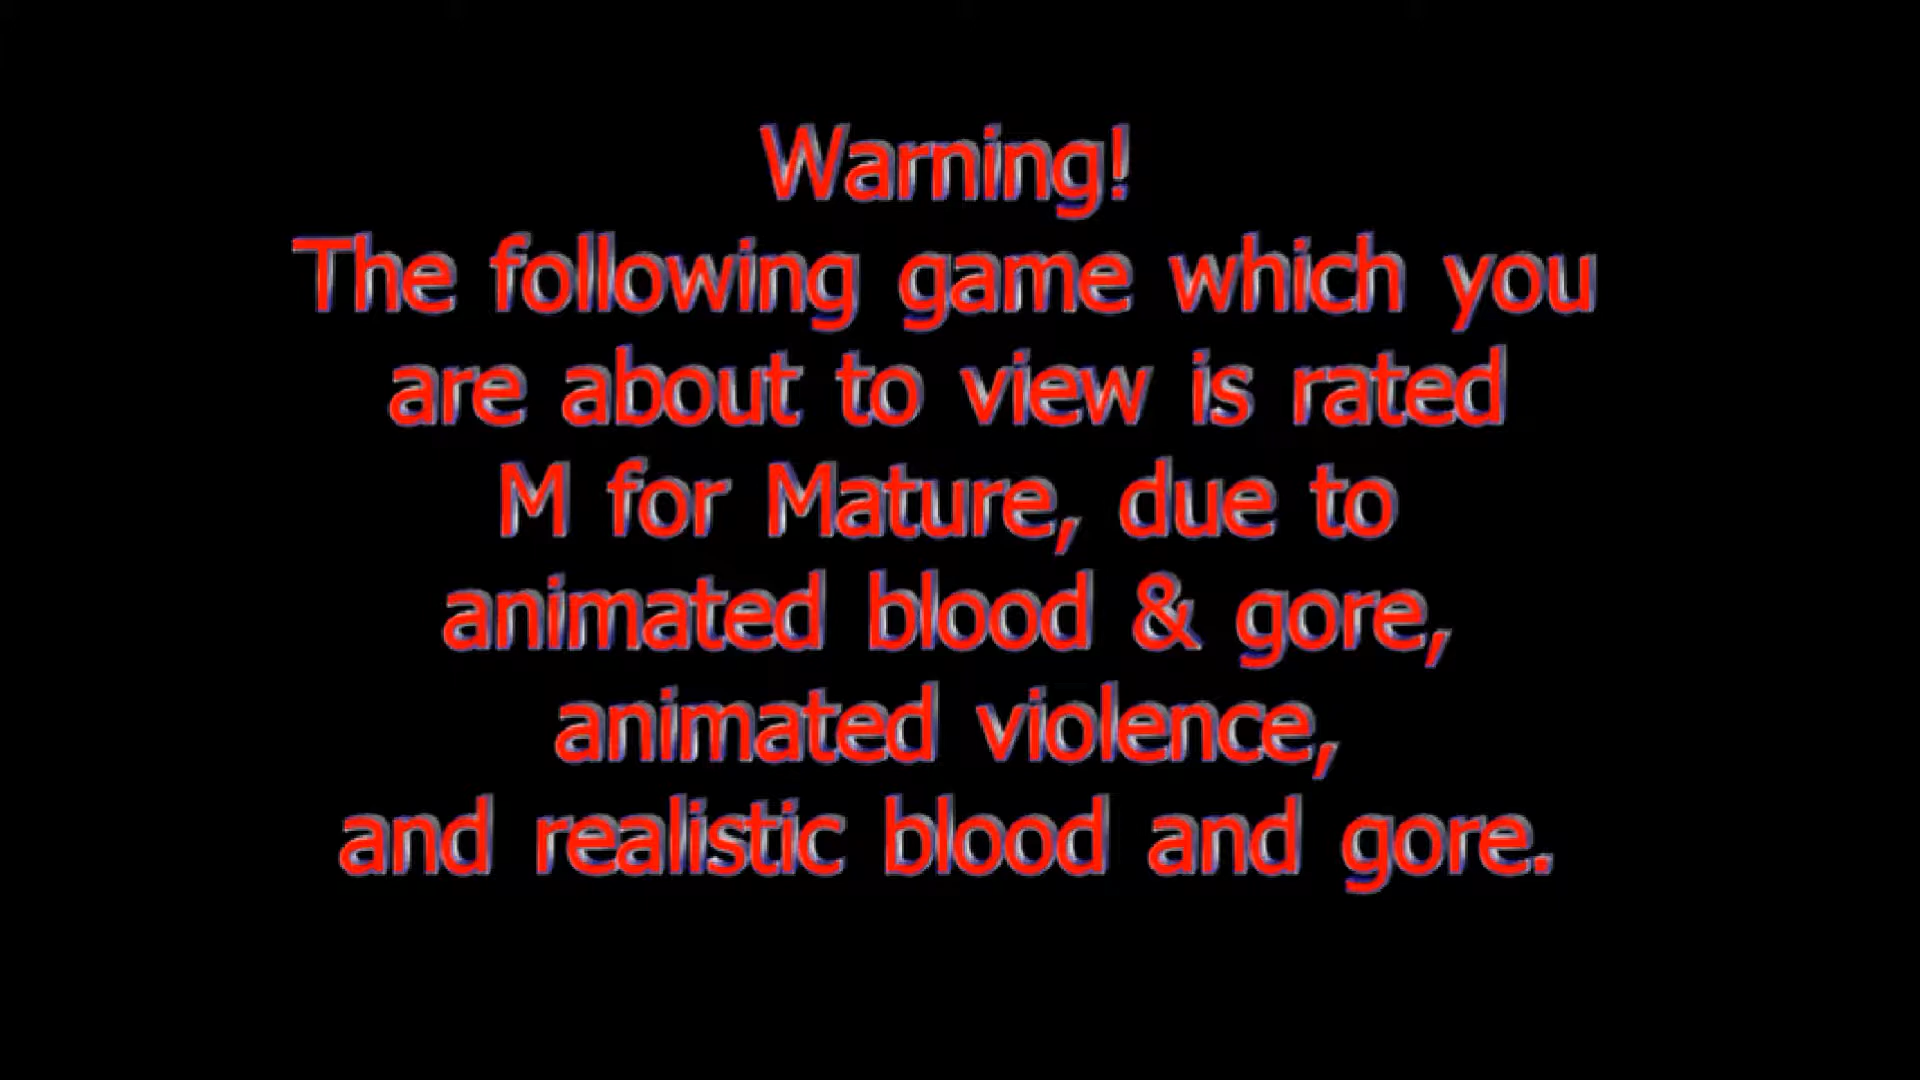 Warning!
The following game which you
are about to view is rated
M for Mature, due to
animated blood & gore,
animated violence,
and realistic blood and gore.